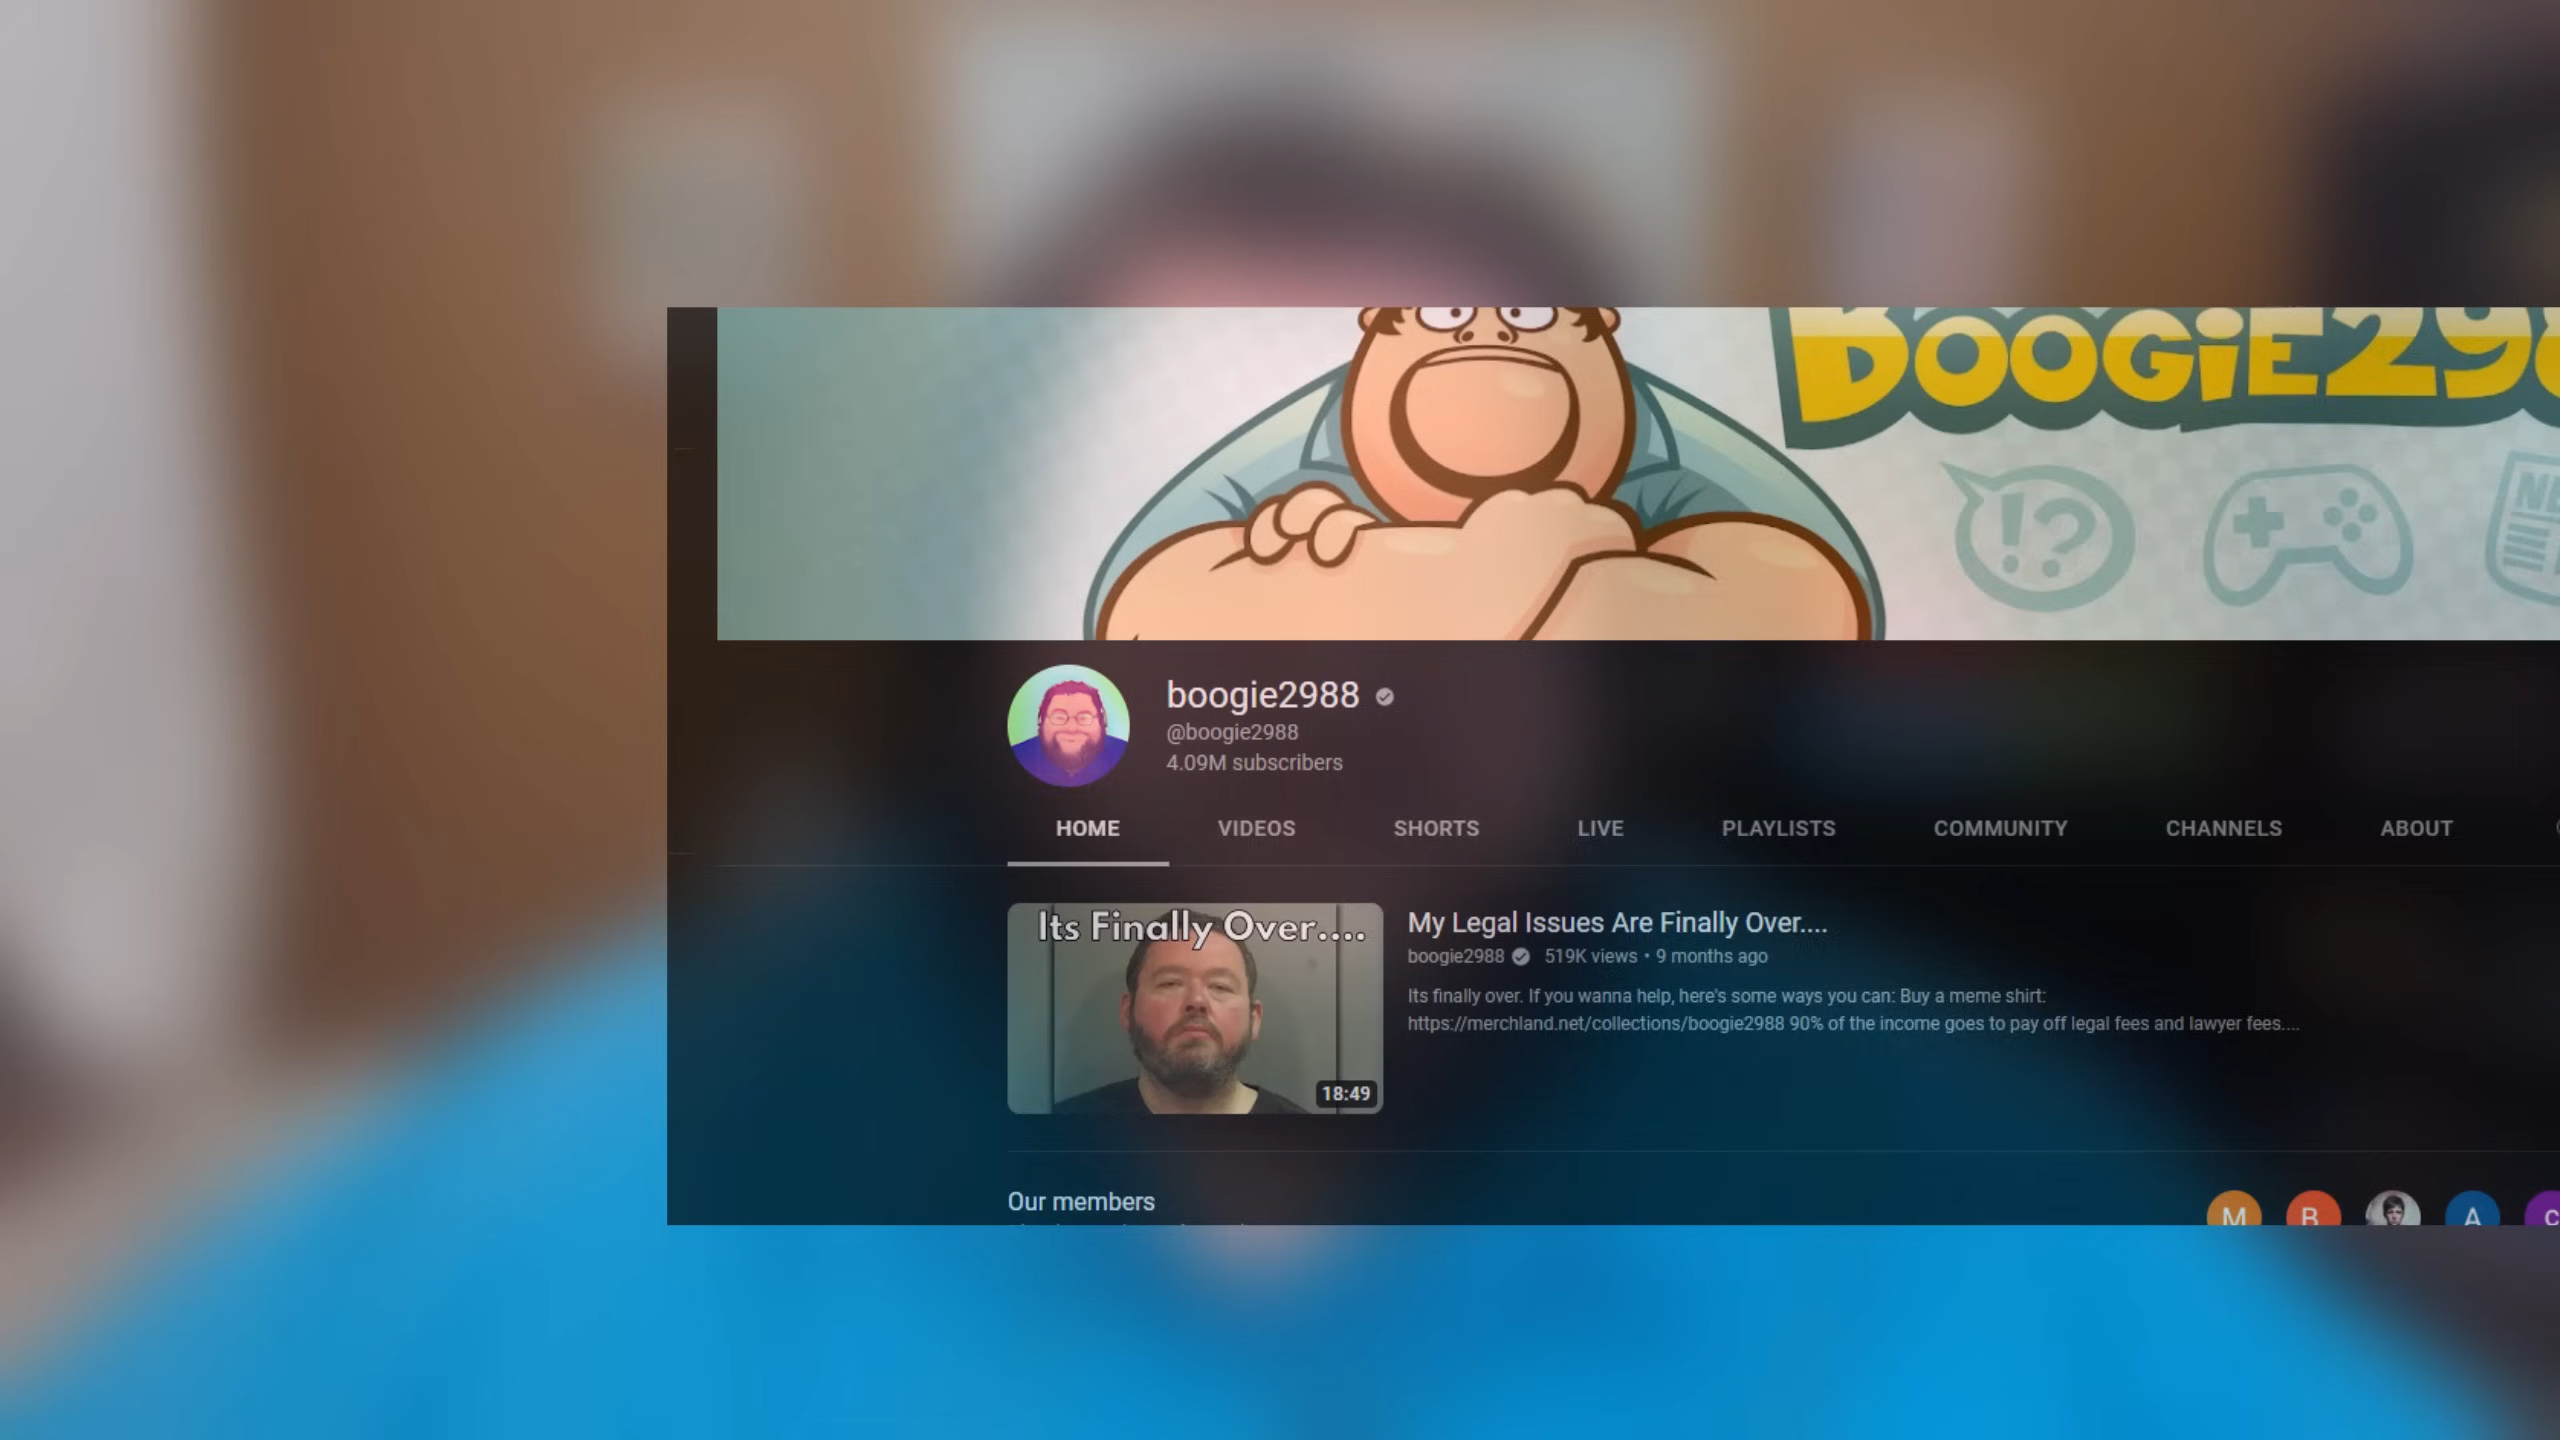 BOOGiE298
!?
boogie2988
@boogie2988
4.09M subscribers
HOME VIDEOS SHORTS LIVE PLAYLISTS COMMUNITY CHANNELS ABOUT
Its Finally Over....
18:49
My Legal Issues Are Finally Over....
boogie2988 519K views • 9 months ago
Its finally over. If you wanna help, here's some ways you can: Buy a meme shirt:
https://merchland.net/collections/boogie2988 90% of the income goes to pay off legal fees and lawyer fees....
Our members
M B A C